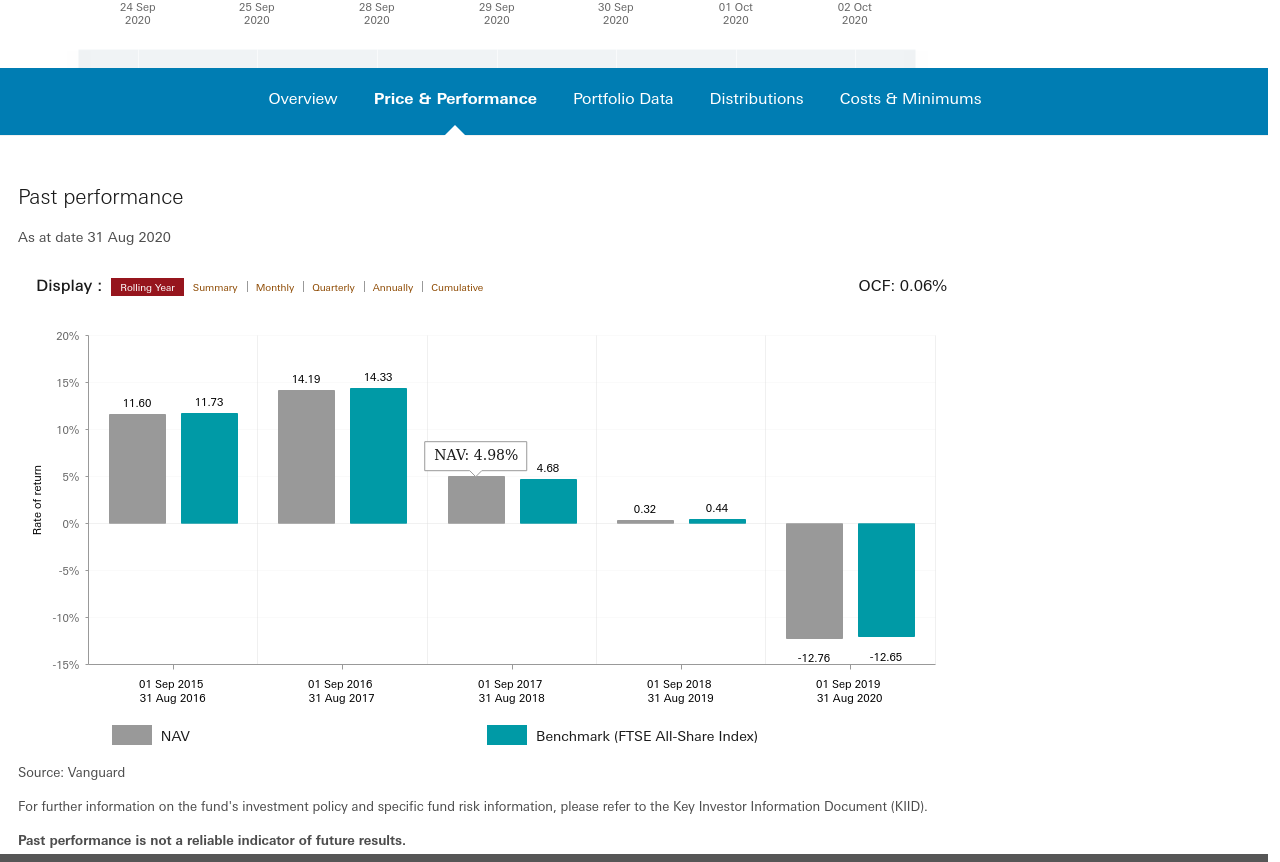 24 Sep 25 Sep 28 Sep 29 Sep 30 Sep 01 Oct 02 Oct
2020 2020 2020 2020 2020 2020 2020
Overview Price & Performance Portfolio Data Distributions Costs & Minimums
Past performance
As at date 31 Aug 2020
Display : Rolling Year Summary Monthly Quarterly Annually Cumulative OCF: 0.06%
20%
15%
10%
5%
0%
-5%
-10%
-15%
Rate of return
11.60 11.73
14.19 14.33
NAV: 4.98% 4.68
0.32 0.44
-12.76 -12.65
01 Sep 2015 01 Sep 2016 01 Sep 2017 01 Sep 2018 01 Sep 2019
31 Aug 2016 31 Aug 2017 31 Aug 2018 31 Aug 2019 31 Aug 2020
NAV Benchmark (FTSE All-Share Index)
Source: Vanguard
For further information on the fund's investment policy and specific fund risk information, please refer to the Key Investor Information Document (KIID).
Past performance is not a reliable indicator of future results.